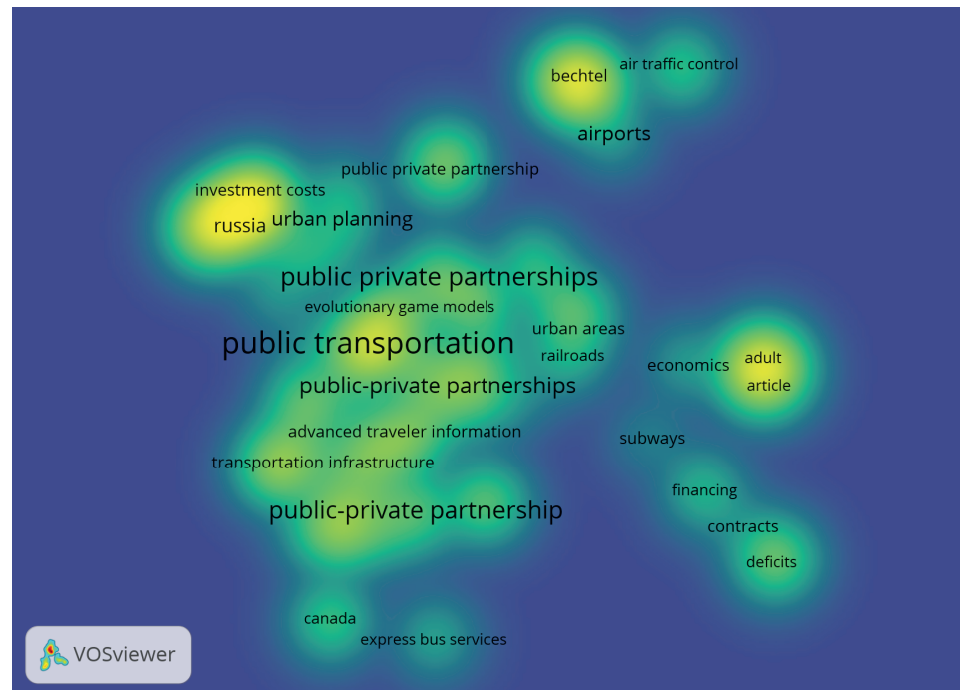 bechtel
air traffic control
airports
public private partnership
investment costs
russia
urban planning
public private partnerships
evolutionary game models
urban areas
public transportation
railroads
economics
adult
public-private partnerships
article
advanced traveler information
subways
transportation infrastructure
financing
public-private partnership
contracts
deficits
canada
express bus services
VOSviewer